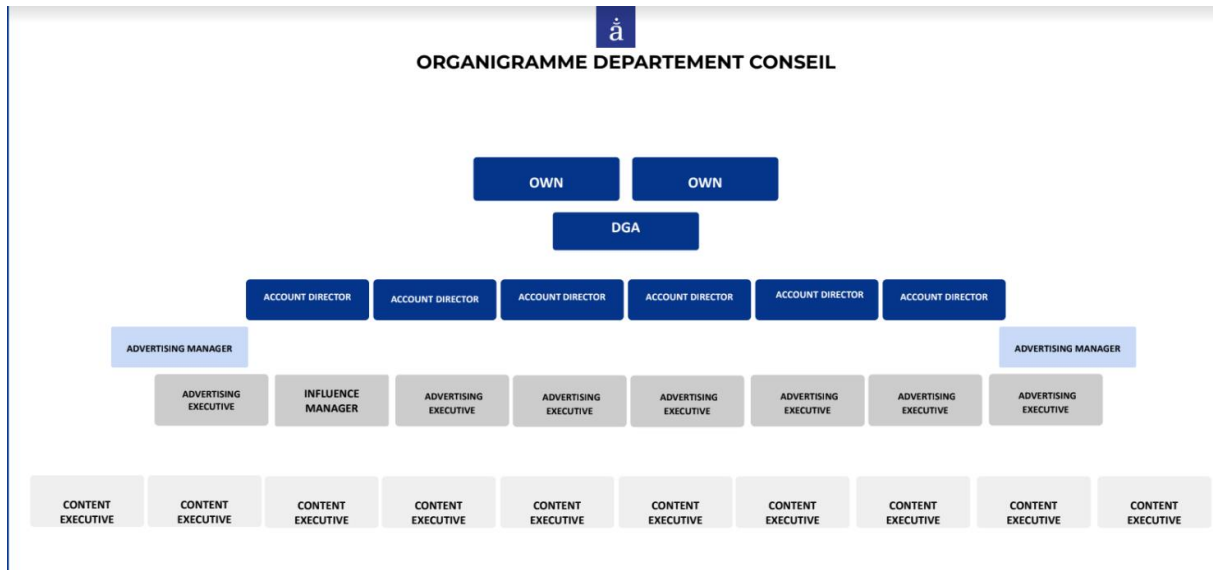 ǎ
ORGANIGRAMME DEPARTEMENT CONSEIL
OWN
OWN
DGA
ACCOUNT DIRECTOR
ACCOUNT DIRECTOR
ACCOUNT DIRECTOR
ACCOUNT DIRECTOR
ACCOUNT DIRECTOR
ACCOUNT DIRECTOR
ADVERTISING MANAGER
ADVERTISING MANAGER
ADVERTISING
EXECUTIVE
INFLUENCE
MANAGER
ADVERTISING
EXECUTIVE
ADVERTISING
EXECUTIVE
ADVERTISING
EXECUTIVE
ADVERTISING
EXECUTIVE
ADVERTISING
EXECUTIVE
ADVERTISING
EXECUTIVE
CONTENT
EXECUTIVE
CONTENT
EXECUTIVE
CONTENT
EXECUTIVE
CONTENT
EXECUTIVE
CONTENT
EXECUTIVE
CONTENT
EXECUTIVE
CONTENT
EXECUTIVE
CONTENT
EXECUTIVE
CONTENT
EXECUTIVE
CONTENT
EXECUTIVE